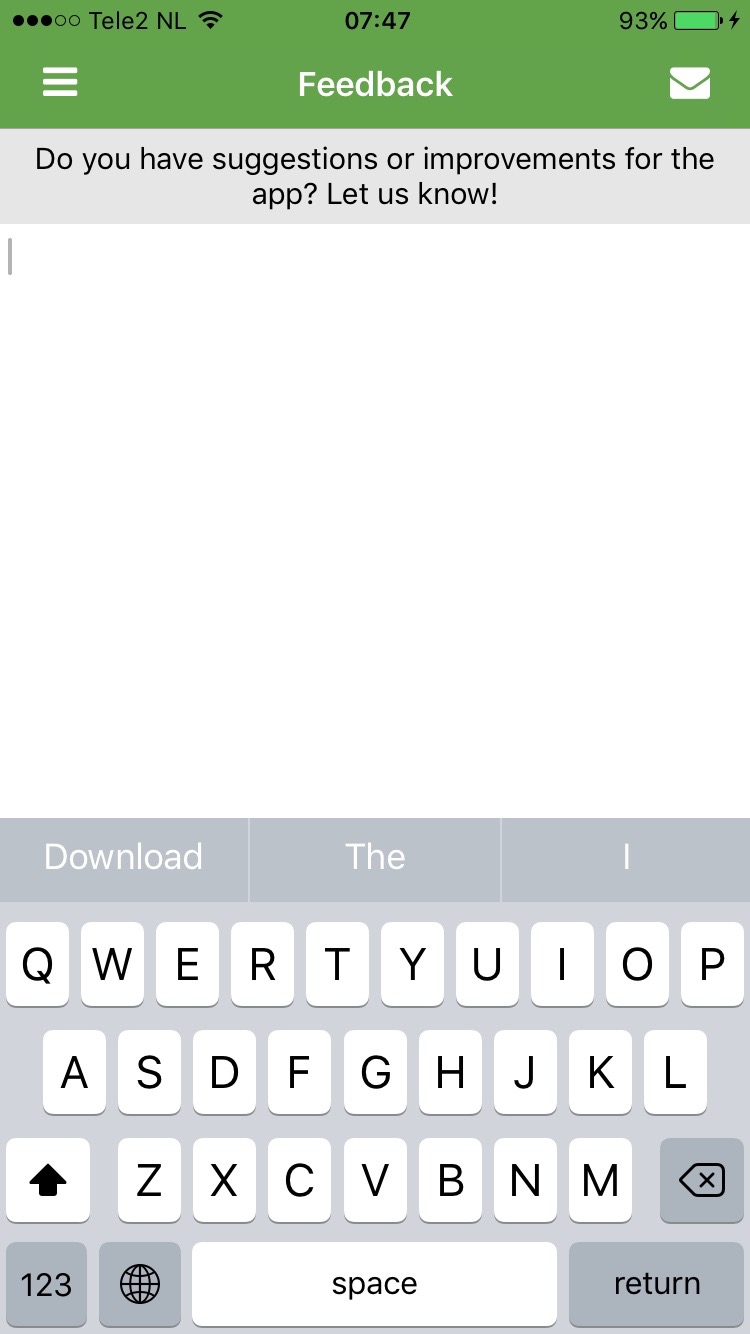 Tele2 NL 07:47 93%
Feedback
Do you have suggestions or improvements for the
app? Let us know!
Download The I
Q W E R T Y U I O P
A S D F G H J K L
Z X C V B N M
123 space return